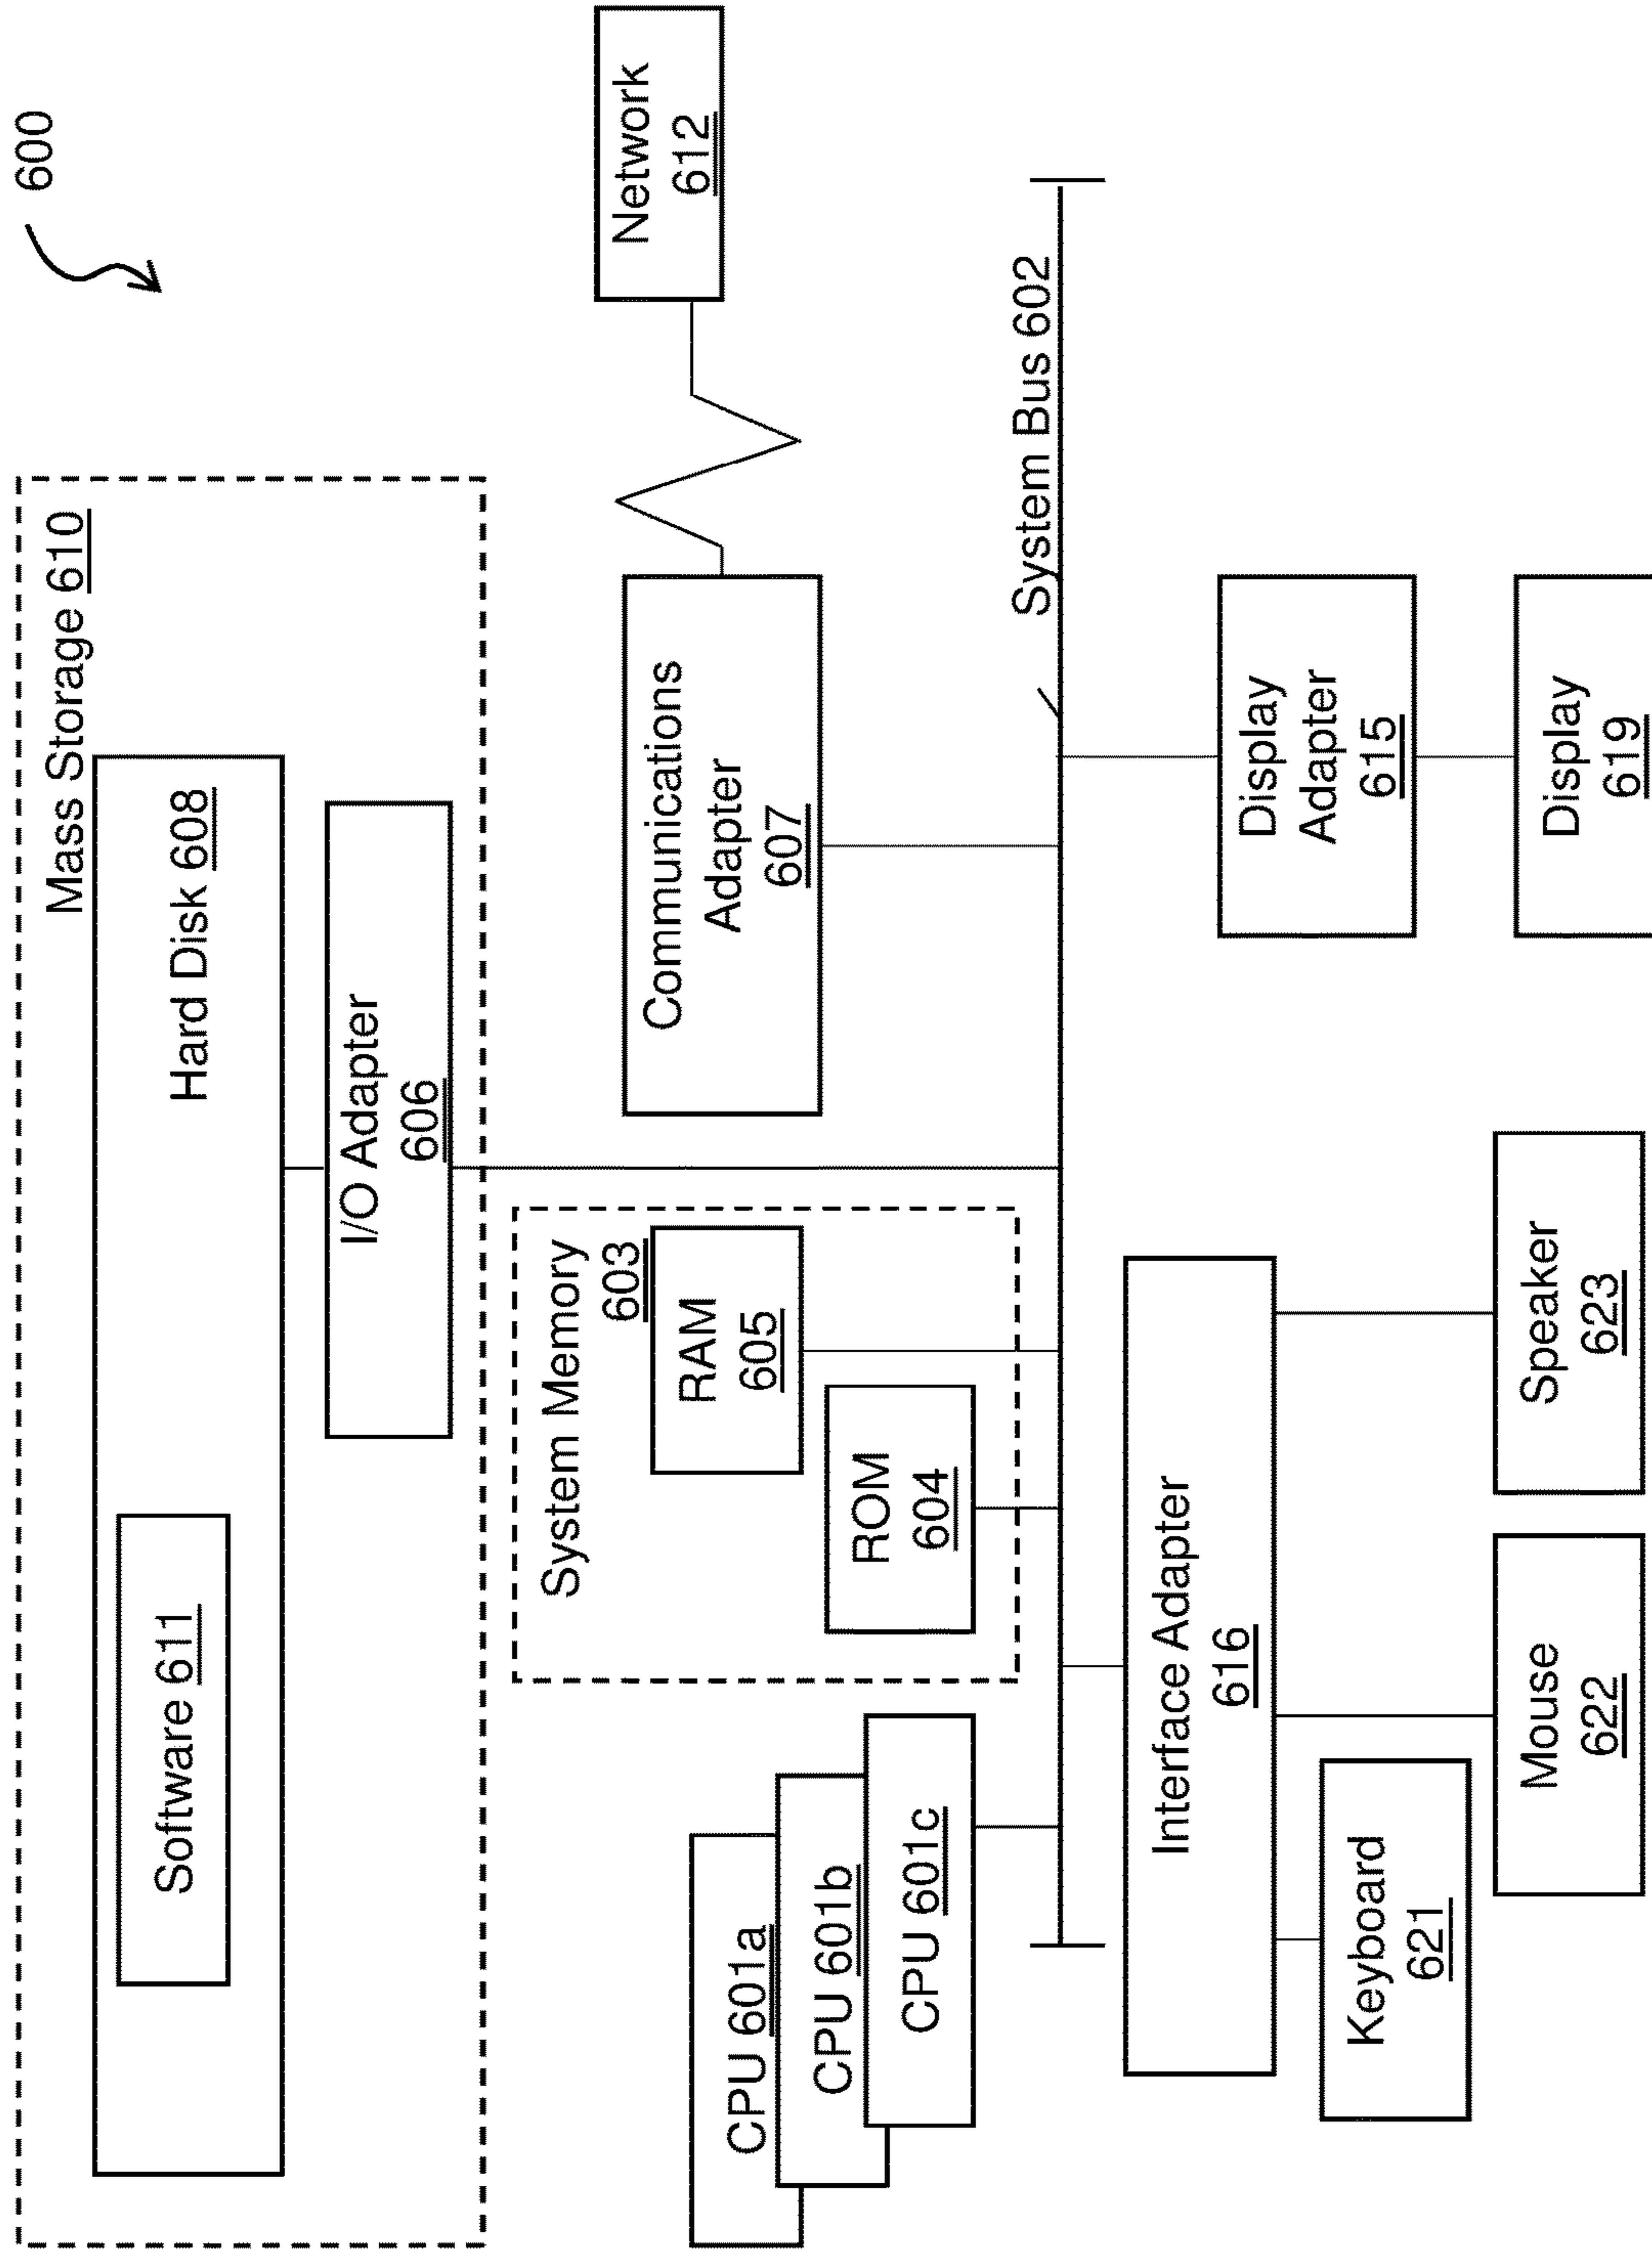 600
Mass Storage 610
Hard Disk 608
Software 611
I/O Adapter
606
System Memory
603
RAM
605
ROM
604
CPU 601a
CPU 601b
CPU 601c
Communications
Adapter
607
Network
612
System Bus 602
Interface Adapter
616
Keyboard
621
Mouse
622
Speaker
623
Display
Adapter
615
Display
619